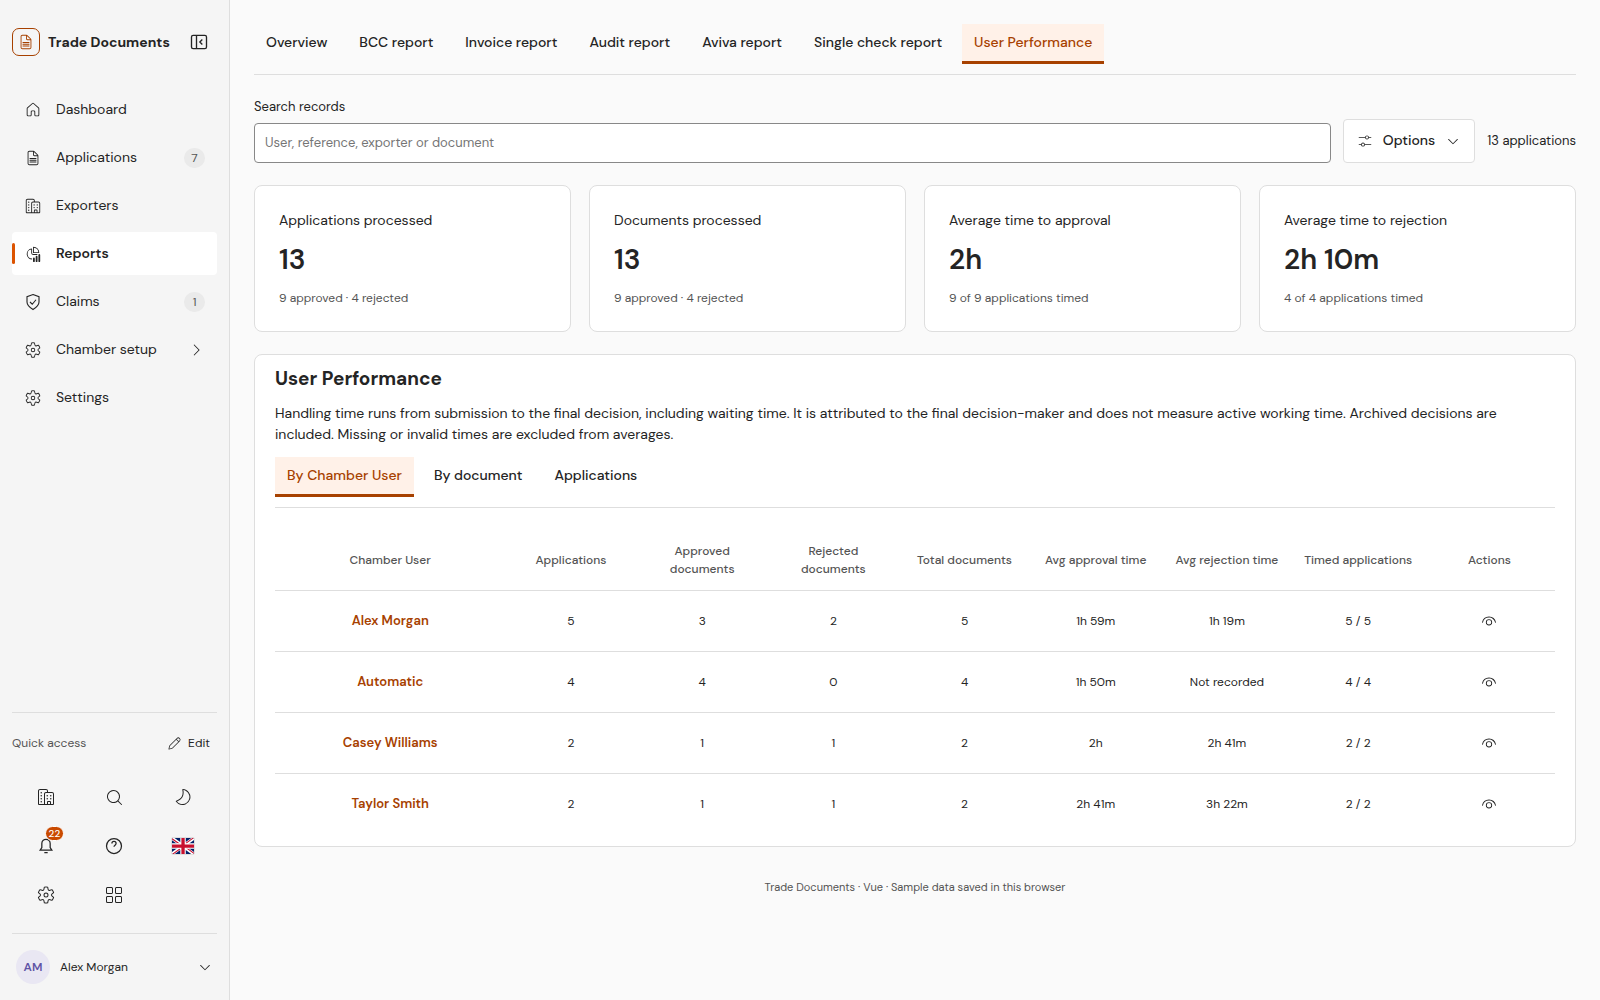 Trade Documents
Dashboard
Applications 7
Exporters
Reports
Claims 1
Chamber setup
Settings
Quick access Edit
22
AM Alex Morgan
Overview BCC report Invoice report Audit report Aviva report Single check report User Performance
Search records
User, reference, exporter or document
Options
13 applications
Applications processed
13
9 approved · 4 rejected
Documents processed
13
9 approved · 4 rejected
Average time to approval
2h
9 of 9 applications timed
Average time to rejection
2h 10m
4 of 4 applications timed
User Performance
Handling time runs from submission to the final decision, including waiting time. It is attributed to the final decision-maker and does not measure active working time. Archived decisions are
included. Missing or invalid times are excluded from averages.
By Chamber User By document Applications
Chamber User Applications Approved documents Rejected documents Total documents Avg approval time Avg rejection time Timed applications Actions
Alex Morgan 5 3 2 5 1h 59m 1h 19m 5 / 5
Automatic 4 4 0 4 1h 50m Not recorded 4 / 4
Casey Williams 2 1 1 2 2h 2h 41m 2 / 2
Taylor Smith 2 1 1 2 2h 41m 3h 22m 2 / 2
Trade Documents · Vue · Sample data saved in this browser